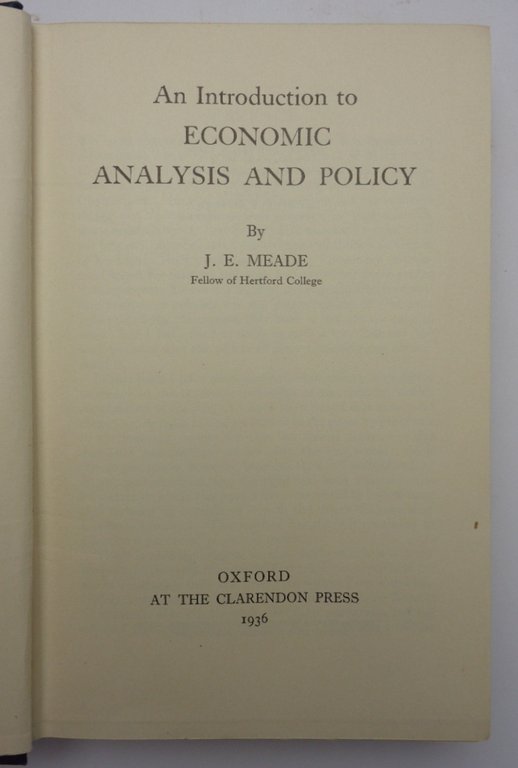 An Introduction to
ECONOMIC
ANALYSIS AND POLICY
By
J. E. MEADE
Fellow of Hertford College
OXFORD
AT THE CLARENDON PRESS
1936